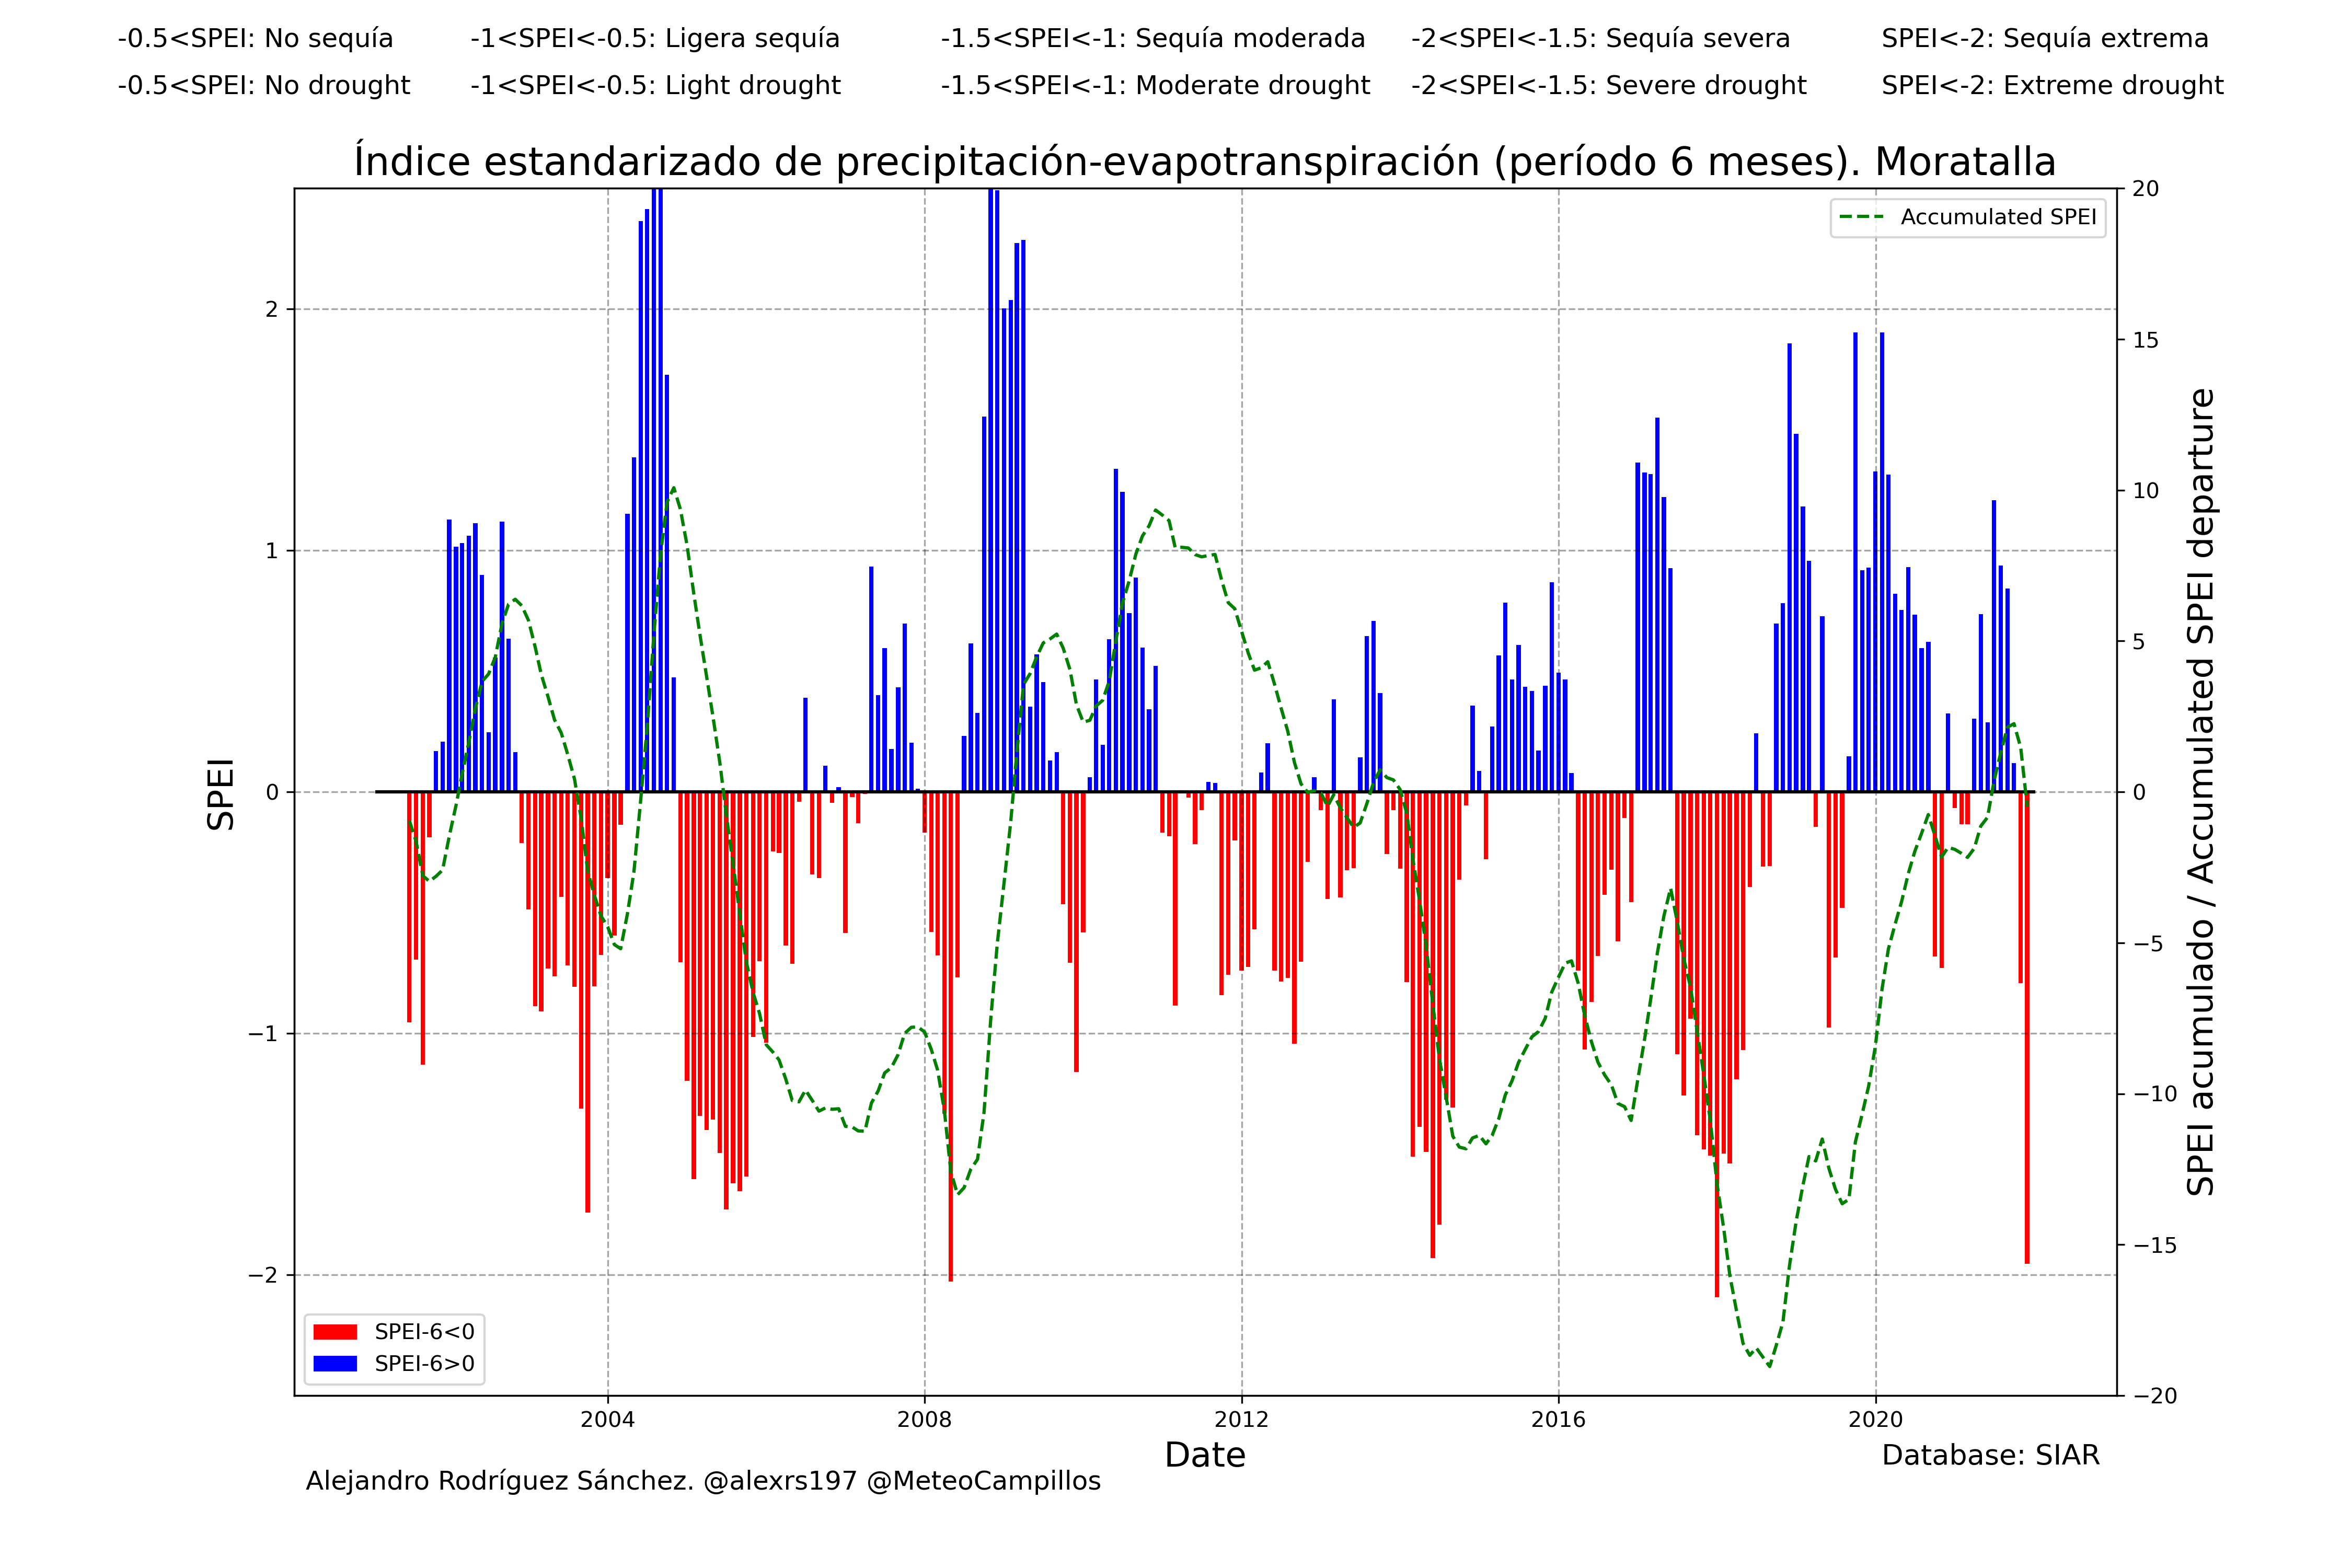 -0.5<SPEI: No sequía -1<SPEI<-0.5: Ligera sequía -1.5<SPEI<-1: Sequía moderada -2<SPEI<-1.5: Sequía severa SPEI<-2: Sequía extrema
-0.5<SPEI: No drought -1<SPEI<-0.5: Light drought -1.5<SPEI<-1: Moderate drought -2<SPEI<-1.5: Severe drought SPEI<-2: Extreme drought
Índice estandarizado de precipitación-evapotranspiración (período 6 meses). Moratalla
Accumulated SPEI
SPEI
2
1
0
−1
−2
20
15
10
5
0
−5
−10
−15
−20
SPEI acumulado / Accumulated SPEI departure
SPEI-6<0
SPEI-6>0
2004 2008 2012 2016 2020
Date
Database: SIAR
Alejandro Rodríguez Sánchez. @alexrs197 @MeteoCampillos